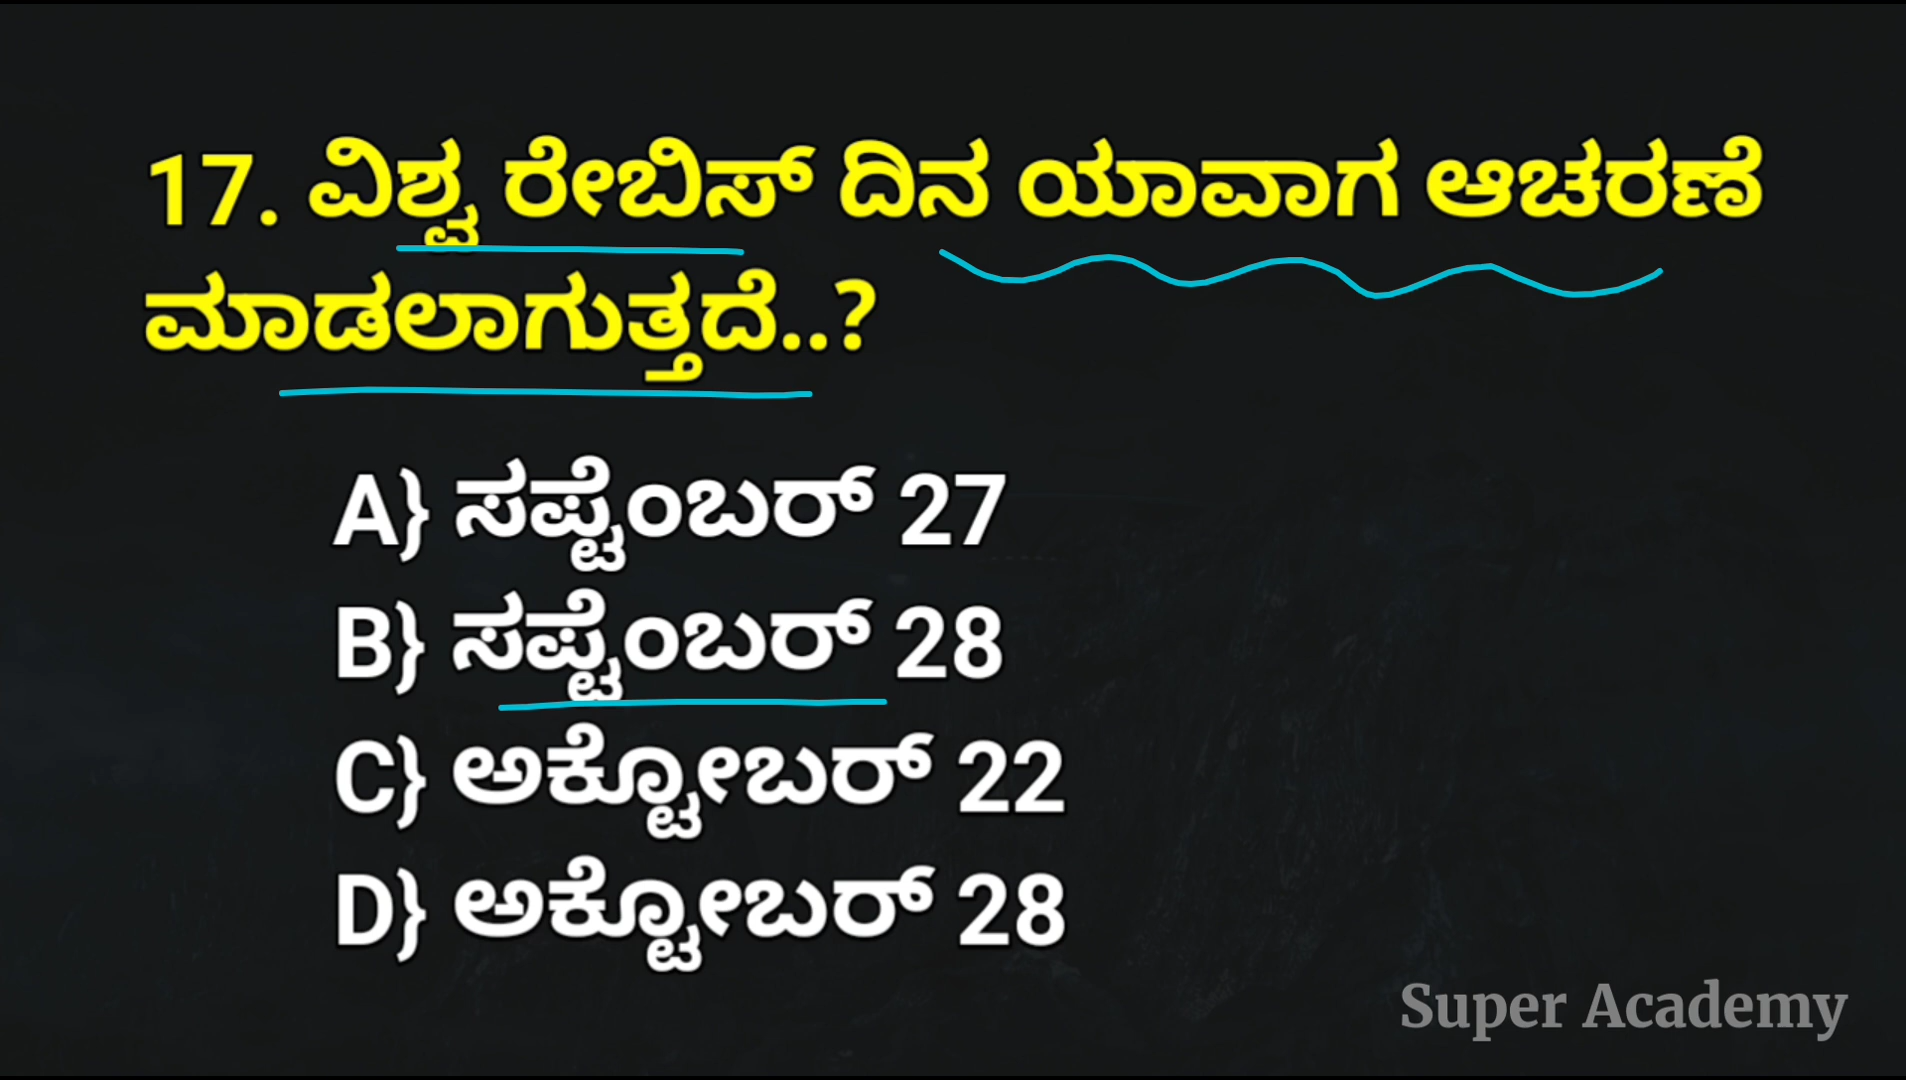 17. ವಿಶ್ವ ರೇಬಿಸ್ ದಿನ ಯಾವಾಗ ಆಚರಣೆ
ಮಾಡಲಾಗುತ್ತದೆ..?
A} ಸಪ್ಟೆಂಬರ್ 27
B} ಸಪ್ಟೆಂಬರ್ 28
C} ಅಕ್ಟೋಬರ್ 22
D} ಅಕ್ಟೋಬರ್ 28
Super Academy